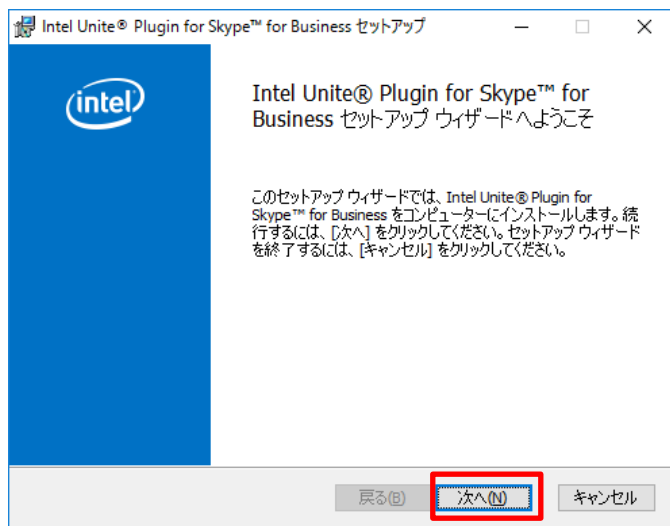 Intel Unite® Plugin for Skype™ for Business セットアップ
intel
Intel Unite® Plugin for Skype™ for
Business セットアップ ウィザードへようこそ
このセットアップ ウィザードでは、Intel Unite® Plugin for
Skype™ for Business をコンピューターにインストールします。続
行するには、[次へ] をクリックしてください。セットアップ ウィザード
を終了するには、[キャンセル] をクリックしてください。
戻る(B)
次へ(N)
キャンセル